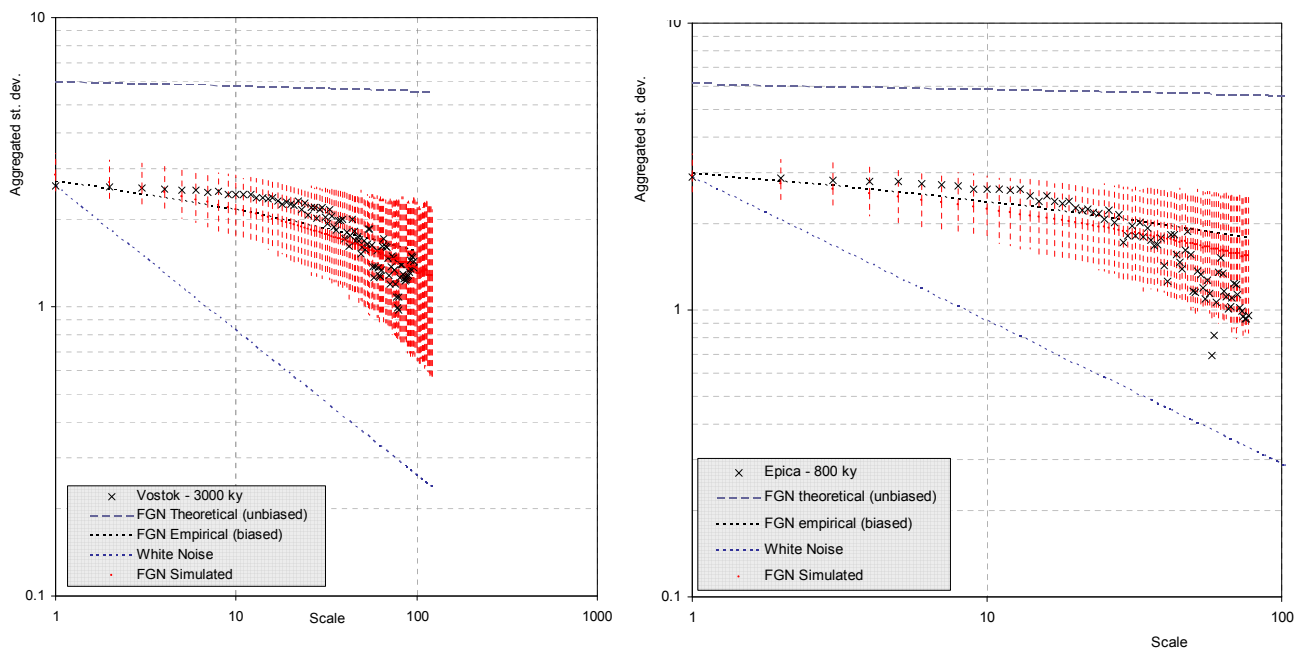 10
1
0.1
Aggregated st. dev.
1
10
100
1000
Scale
Vostok - 3000 ky
FGN Theoretical (unbiased)
FGN Empirical (biased)
White Noise
FGN Simulated
10
1
0.1
Aggregated st. dev.
1
10
100
Scale
Epica - 800 ky
FGN theoretical (unbiased)
FGN empirical (biased)
White Noise
FGN Simulated